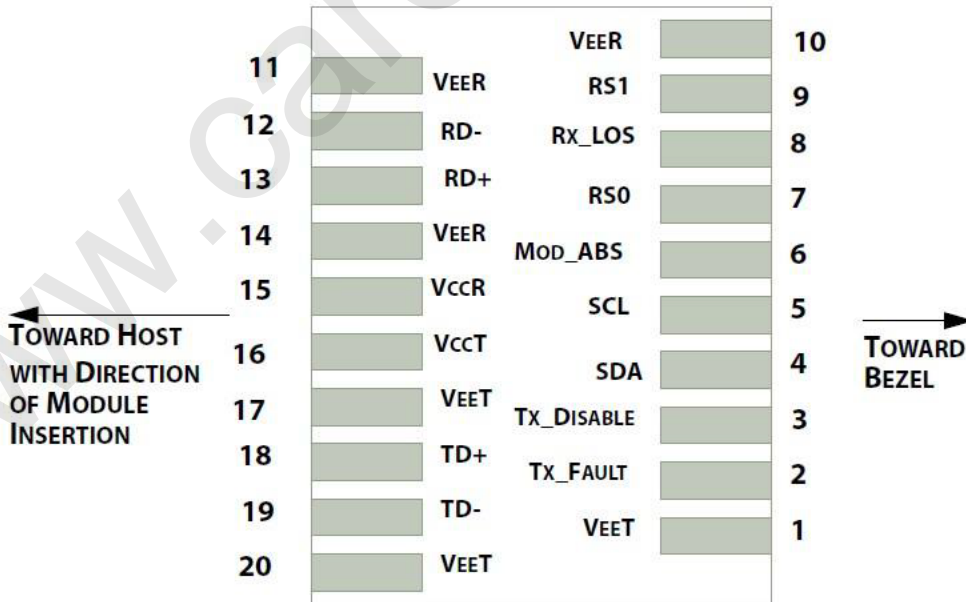 www.car
VEER
10
11
VEER
RS1
9
12
RD-
RX_LOS
8
13
RD+
RS0
7
14
VEER
MOD_ABS
6
15
VCCR
SCL
5
TOWARD HOST
WITH DIRECTION
OF MODULE
INSERTION
16
VCCT
SDA
4
TOWARD
BEZEL
17
VEET
TX_DISABLE
3
18
TD+
TX_FAULT
2
19
TD-
VEET
1
20
VEET